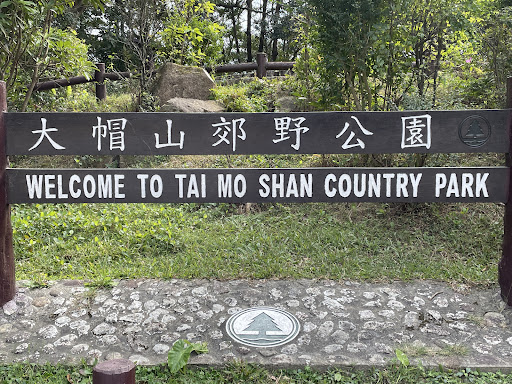 大帽山郊野公園
WELCOME TO TAI MO SHAN COUNTRY PARK